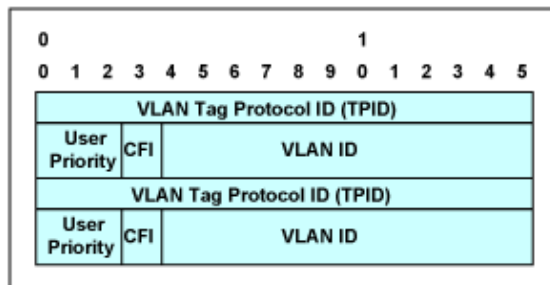 0 1
0 1 2 3 4 5 6 7 8 9 0 1 2 3 4 5
VLAN Tag Protocol ID (TPID)
User Priority CFI VLAN ID
VLAN Tag Protocol ID (TPID)
User Priority CFI VLAN ID